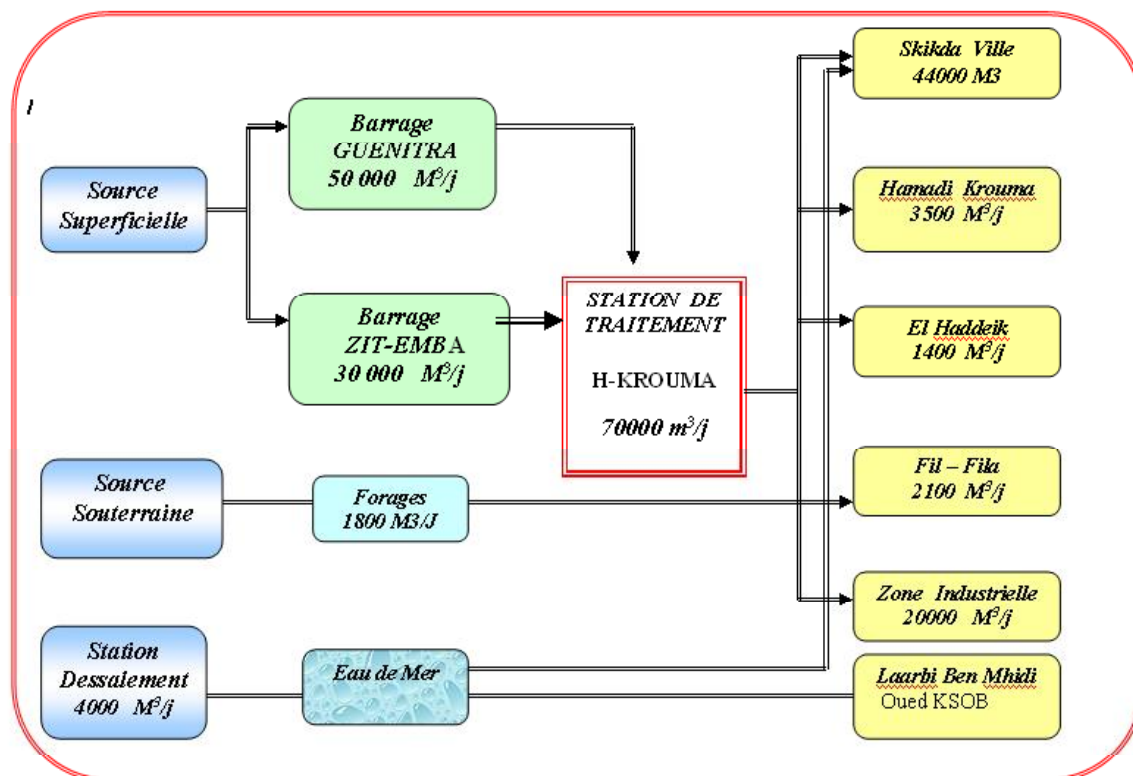 ı
Source
Superficielle
Barrage
GUENITRA
50 000 M³/j
Barrage
ZIT-EMBA
30 000 M³/j
STATION DE
TRAITEMENT
H-KROUMA
70000 m³/j
Source
Souterraine
Forages
1800 M3/J
Station
Dessalement
4000 M³/j
Eau de Mer
Skikda Ville
44000 M3
Hamadi Krouma
3500 M³/j
El Haddeik
1400 M³/j
Fil – Fila
2100 M³/j
Zone Industrielle
20000 M³/j
Laarbi Ben Mhidi
Oued KSOB